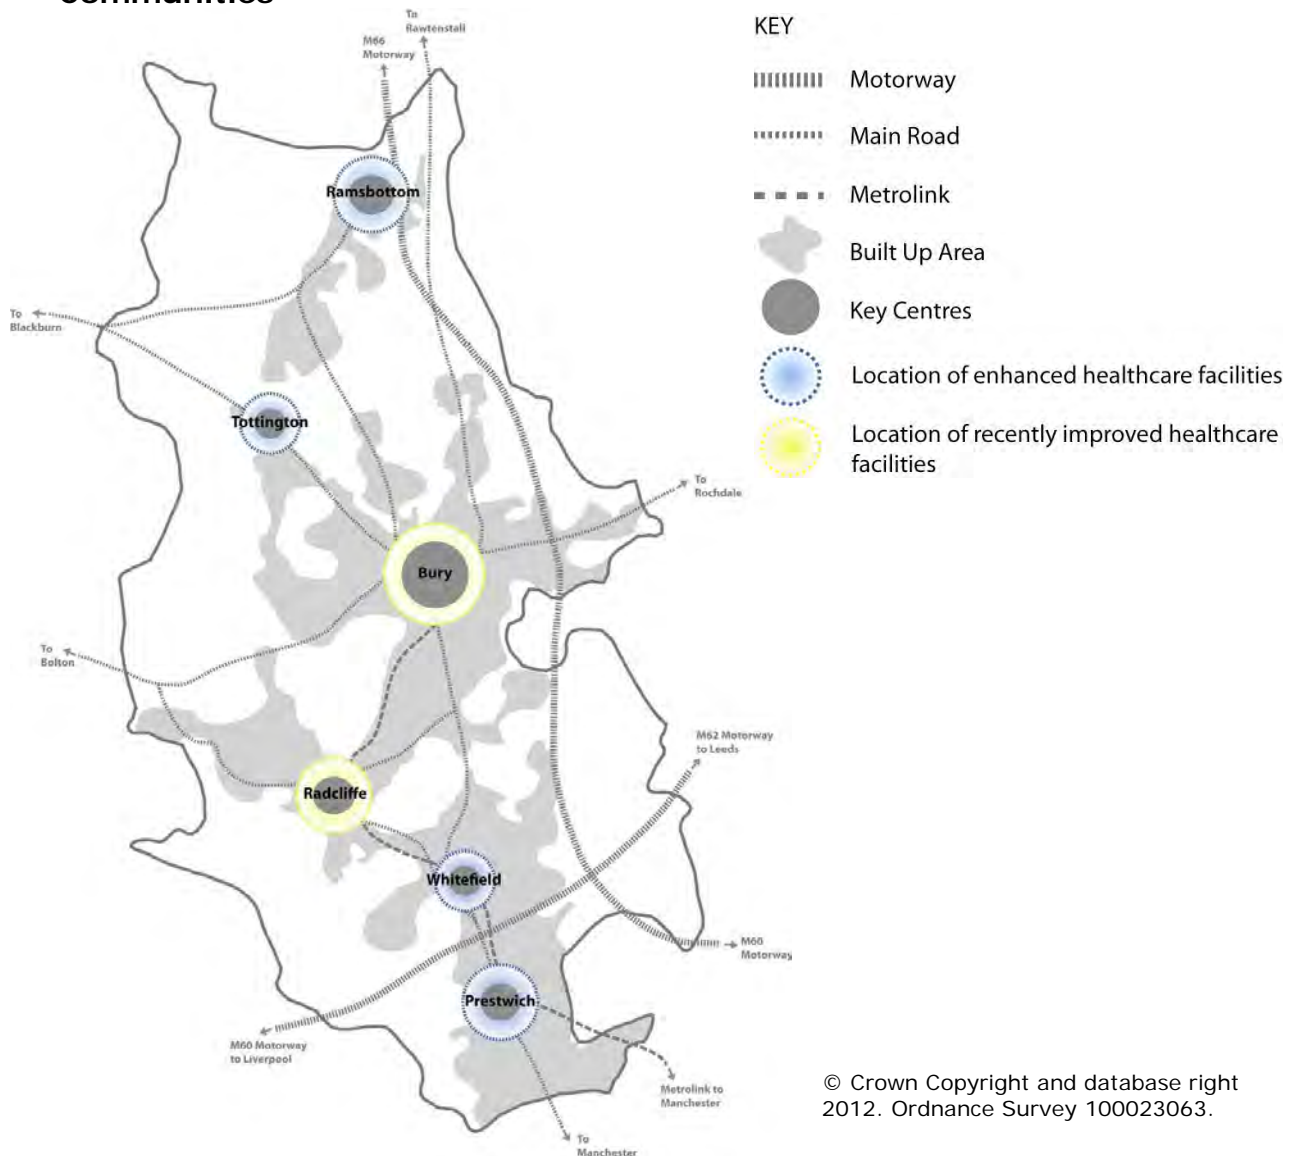 Communities
To
Rawtenstall
M66
Motorway
Ramsbottom
To
Blackburn
Tottington
To
Rochdale
Bury
To
Bolton
M62 Motorway
to Leeds
Radcliffe
Whitefield
M60
Motorway
Prestwich
M60 Motorway
to Liverpool
Metrolink to
Manchester
To
Manchester
KEY
Motorway
Main Road
Metrolink
Built Up Area
Key Centres
Location of enhanced healthcare facilities
Location of recently improved healthcare
facilities
© Crown Copyright and database right
2012. Ordnance Survey 100023063.